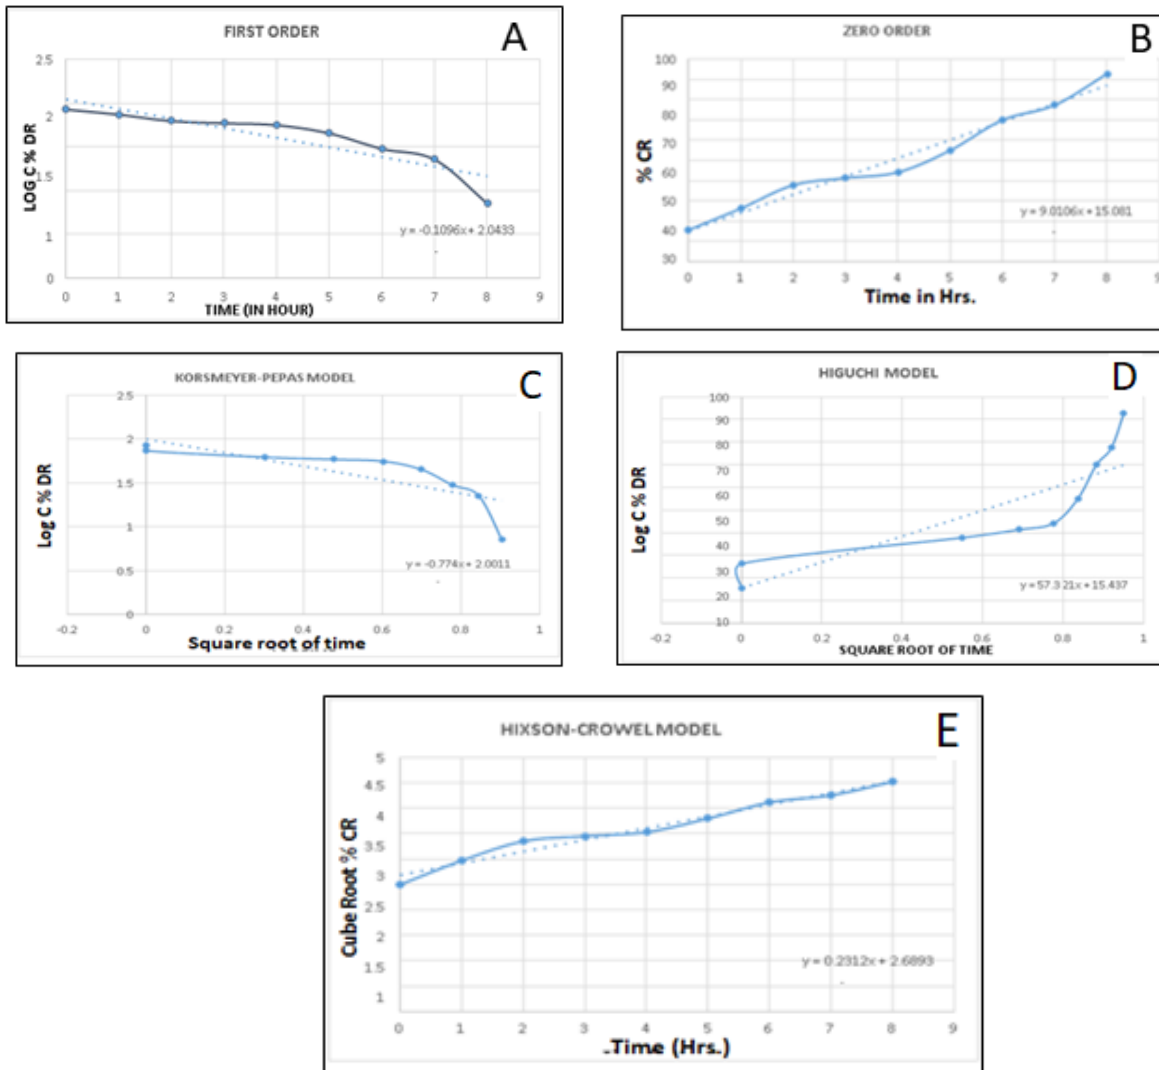 FIRST ORDER
A
2.5
2
1.5
1
0
LOG C % DR
y = -0.1096x + 2.0433
0 1 2 3 4 5 6 7 8 9
TIME (IN HOUR)
ZERO ORDER
B
100
90
80
70
60
50
40
30
% CR
y = 9.0106x + 15.081
0 1 2 3 4 5 6 7 8 9
Time in Hrs.
KORSMEYER-PEPAS MODEL
C
2.5
2
1.5
1
0.5
0
Log C % DR
y = -0.774x + 2.0011
-0.2 0 0.2 0.4 0.6 0.8 1
Square root of time
HIGUCHI MODEL
D
100
90
80
70
60
50
40
30
20
10
Log C % DR
y = 57.321x + 15.437
-0.2 0 0.2 0.4 0.6 0.8 1
SQUARE ROOT OF TIME
HIXSON-CROWEL MODEL
E
5
4.5
4
3.5
3
2.5
2
1.5
1
Cube Root % CR
y = 0.2312x + 2.6893
0 1 2 3 4 5 6 7 8 9
Time (Hrs.)